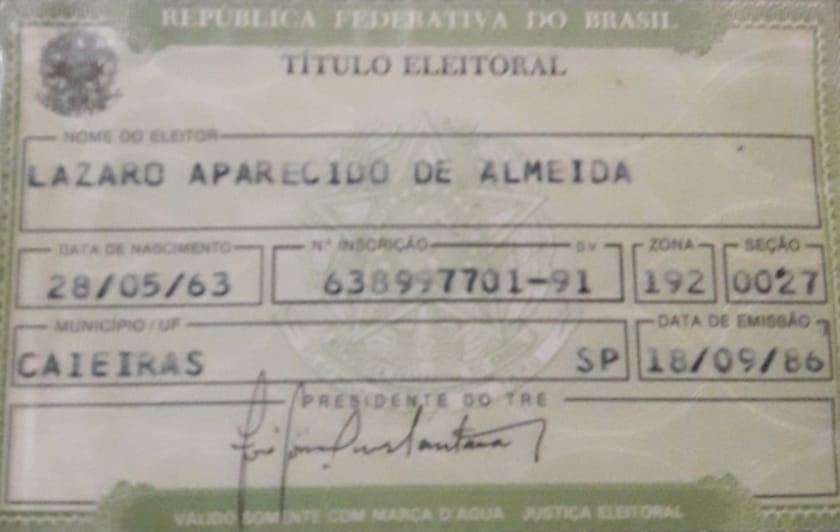 REPÚBLICA FEDERATIVA DO BRASIL
TÍTULO ELEITORAL
NOME DO ELEITOR
LAZARO APARECIDO DE ALMEIDA
DATA DE NASCIMENTO Nº INSCRIÇÃO DV ZONA SEÇÃO
28/05/63 638997701-91 192 0027
MUNICÍPIO / UF DATA DE EMISSÃO
CAIEIRAS SP 18/09/86
PRESIDENTE DO TRE
VÁLIDO SOMENTE COM MARCA D'ÁGUA JUSTIÇA ELEITORAL